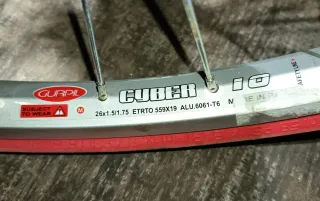 GURPIL
CYBER 10
SUBJECT
TO WEAR
26x1.5/1.75 ETRTO 559X19 ALU.6061-T6